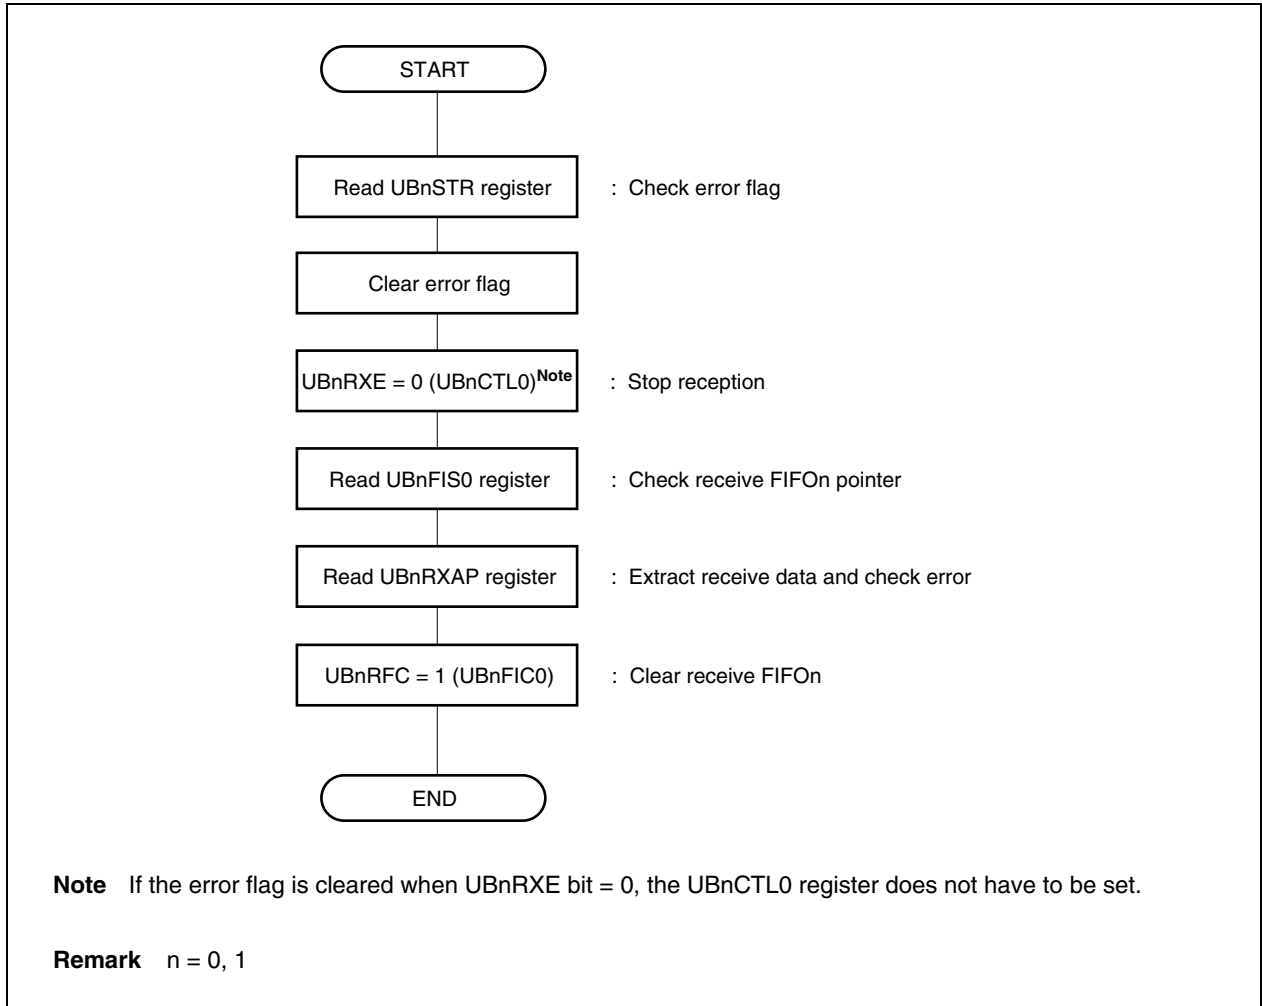 START
Read UBnSTR register : Check error flag
Clear error flag
UBnRXE = 0 (UBnCTL0)Note : Stop reception
Read UBnFIS0 register : Check receive FIFOn pointer
Read UBnRXAP register : Extract receive data and check error
UBnRFC = 1 (UBnFIC0) : Clear receive FIFOn
END
Note If the error flag is cleared when UBnRXE bit = 0, the UBnCTL0 register does not have to be set.
Remark n = 0, 1